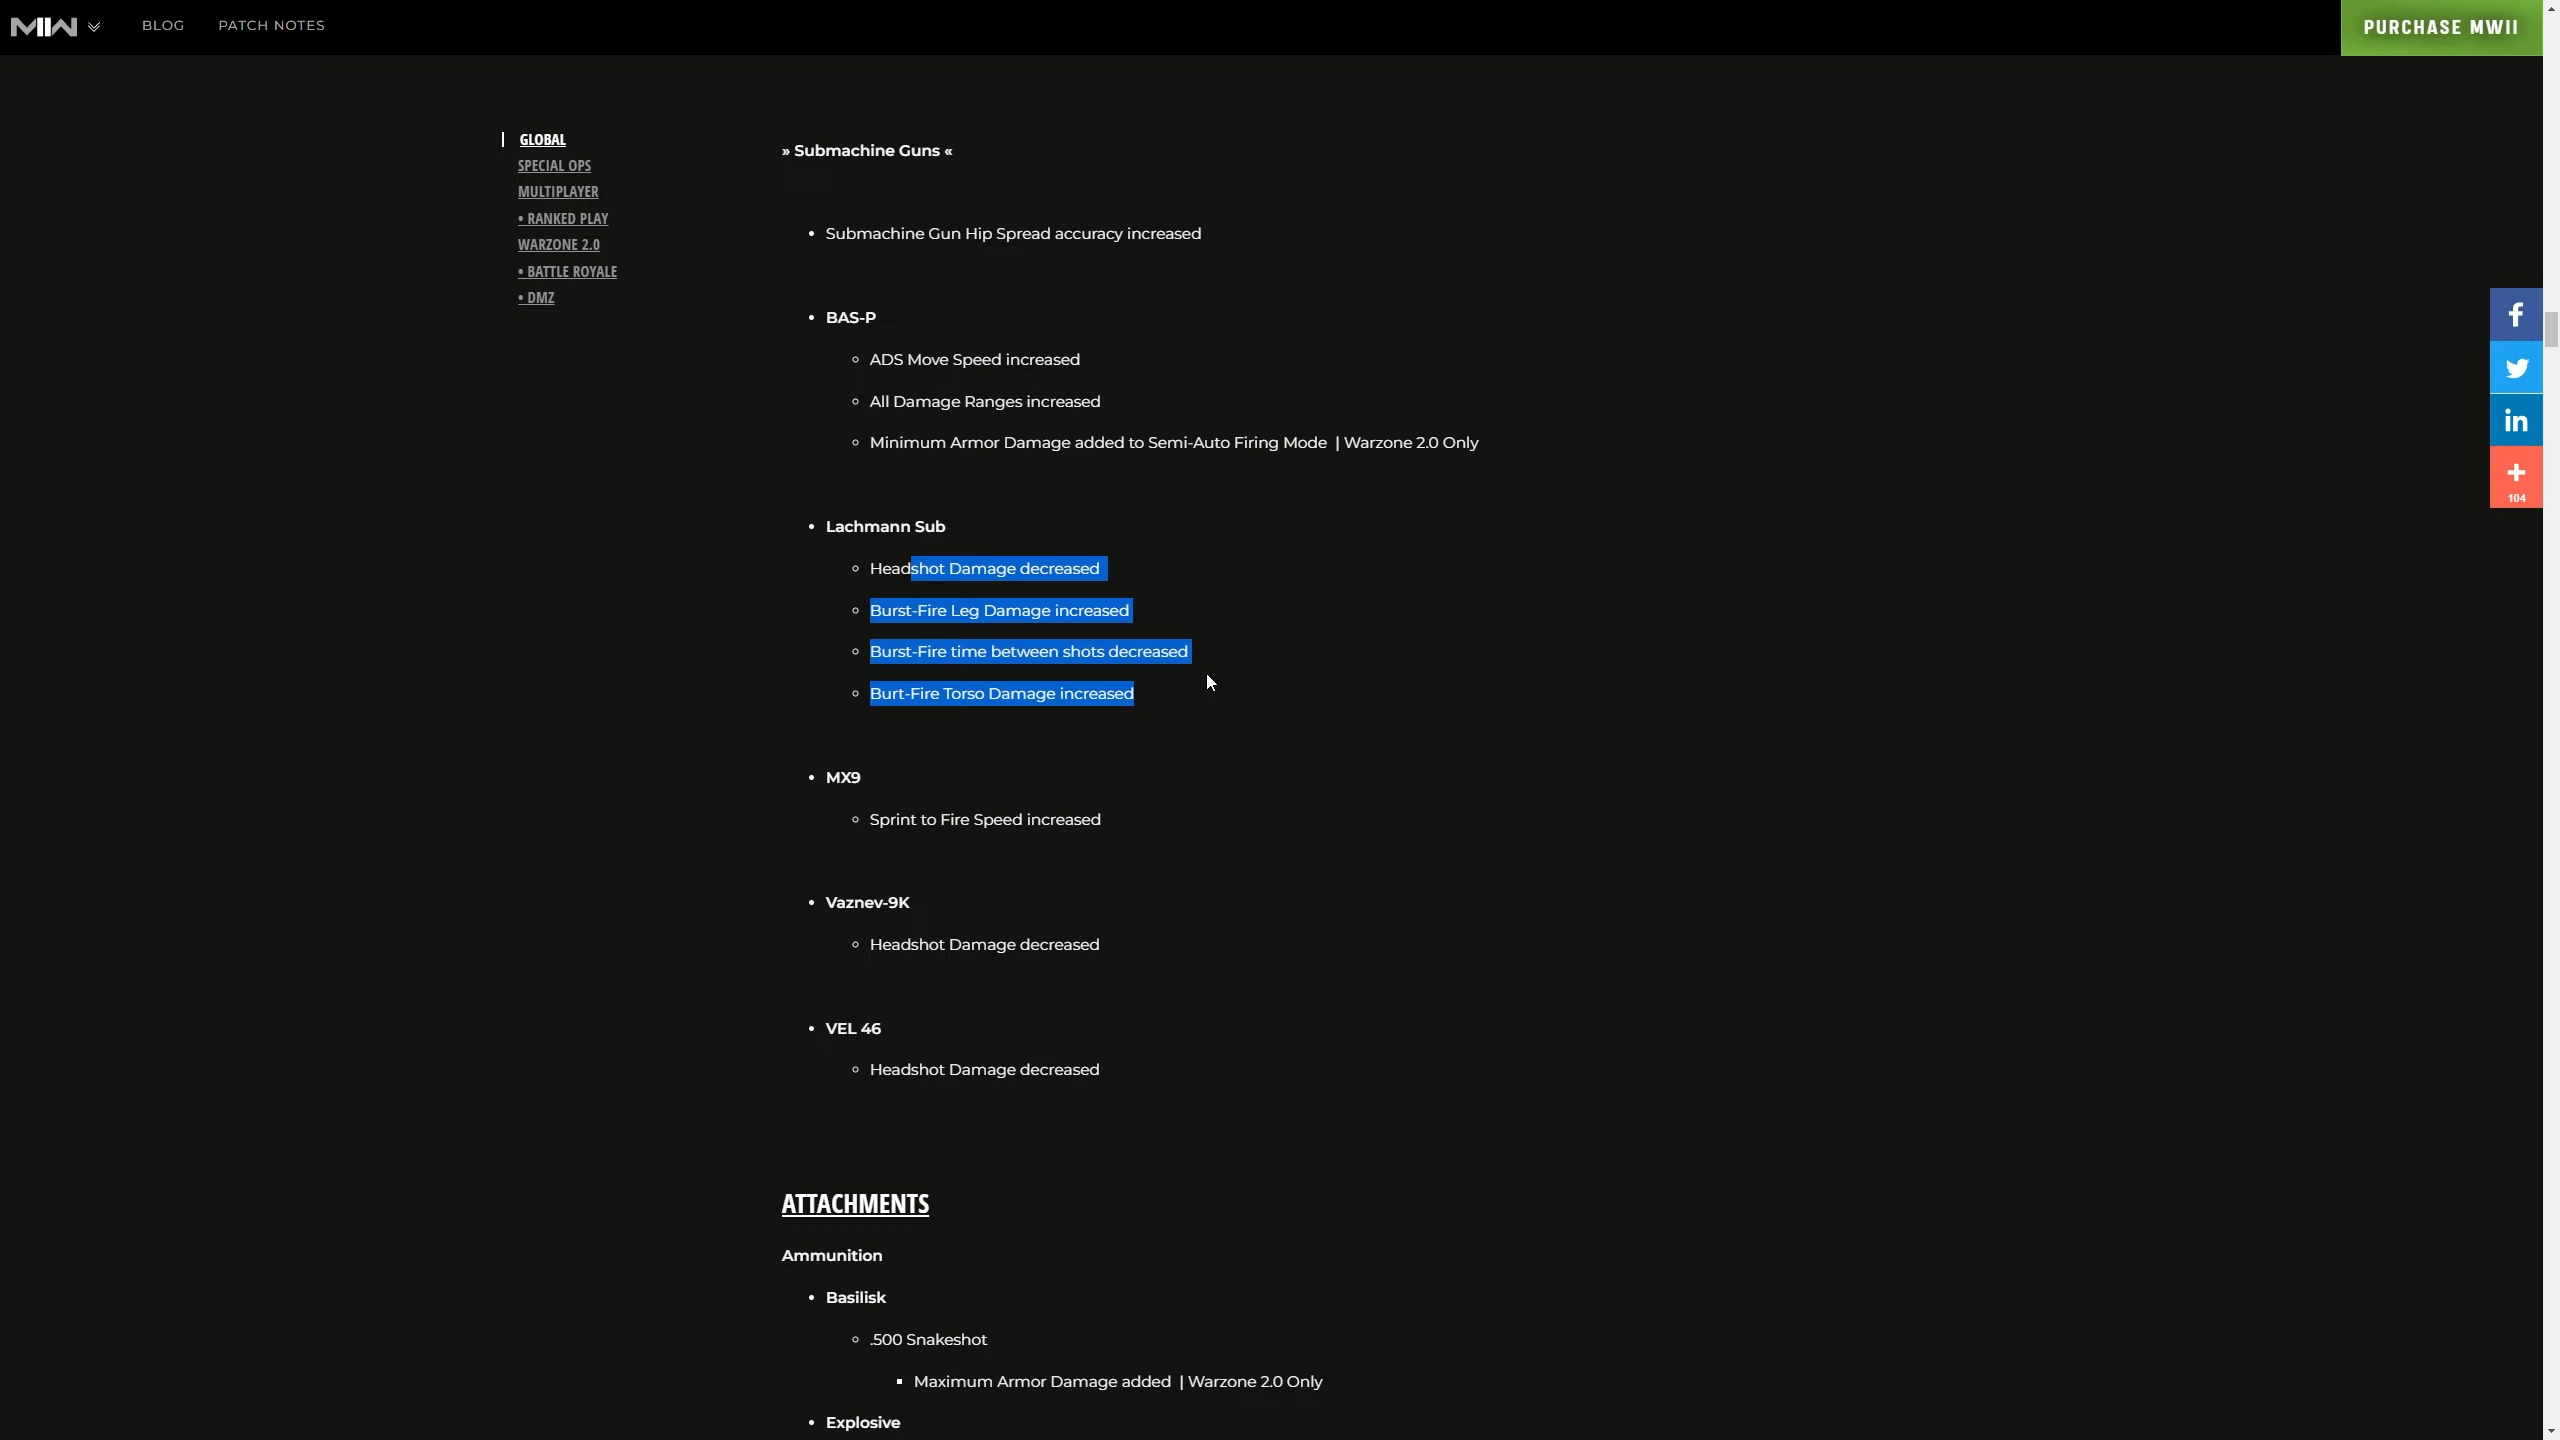 MWII
BLOG
PATCH NOTES
PURCHASE MWII
GLOBAL
SPECIAL OPS
MULTIPLAYER
• RANKED PLAY
WARZONE 2.0
• BATTLE ROYALE
• DMZ
» Submachine Guns «
• Submachine Gun Hip Spread accuracy increased
• BAS-P
◦ ADS Move Speed increased
◦ All Damage Ranges increased
◦ Minimum Armor Damage added to Semi-Auto Firing Mode | Warzone 2.0 Only
• Lachmann Sub
◦ Headshot Damage decreased
◦ Burst-Fire Leg Damage increased
◦ Burst-Fire time between shots decreased
◦ Burt-Fire Torso Damage increased
• MX9
◦ Sprint to Fire Speed increased
• Vaznev-9K
◦ Headshot Damage decreased
• VEL 46
◦ Headshot Damage decreased
ATTACHMENTS
Ammunition
• Basilisk
◦ .500 Snakeshot
▪ Maximum Armor Damage added | Warzone 2.0 Only
• Explosive
f
in
+
104